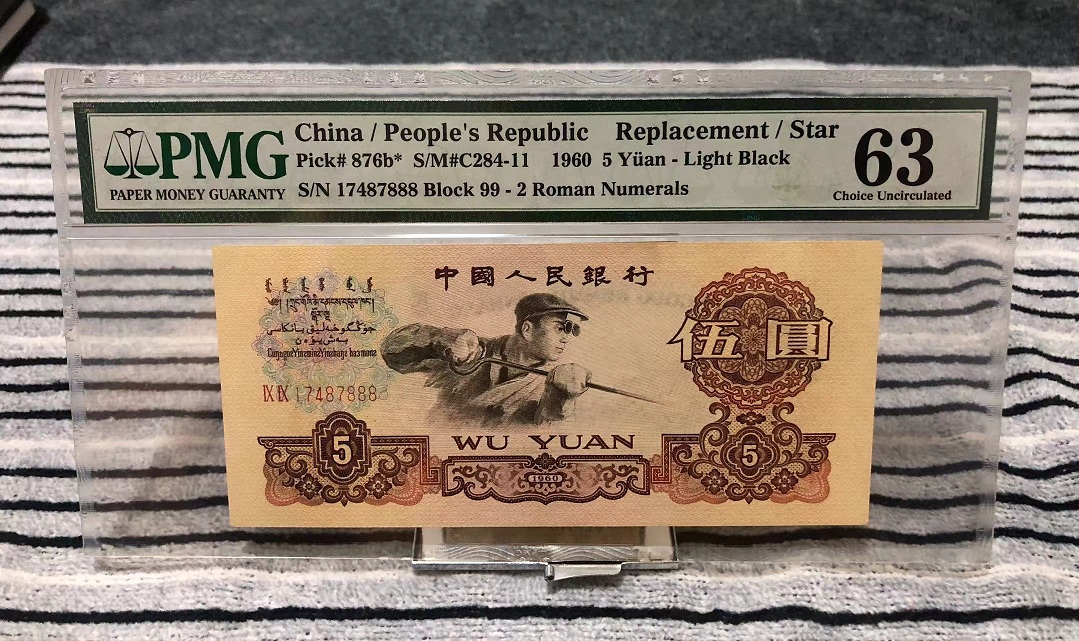 PMG
PAPER MONEY GUARANTY
China / People's Republic Replacement / Star
Pick# 876b* S/M#C284-11 1960 5 Yüan - Light Black
S/N 17487888 Block 99 - 2 Roman Numerals
63
Choice Uncirculated
中國人民銀行
IX IX 17487888
伍圓
WU YUAN
5
1960
5